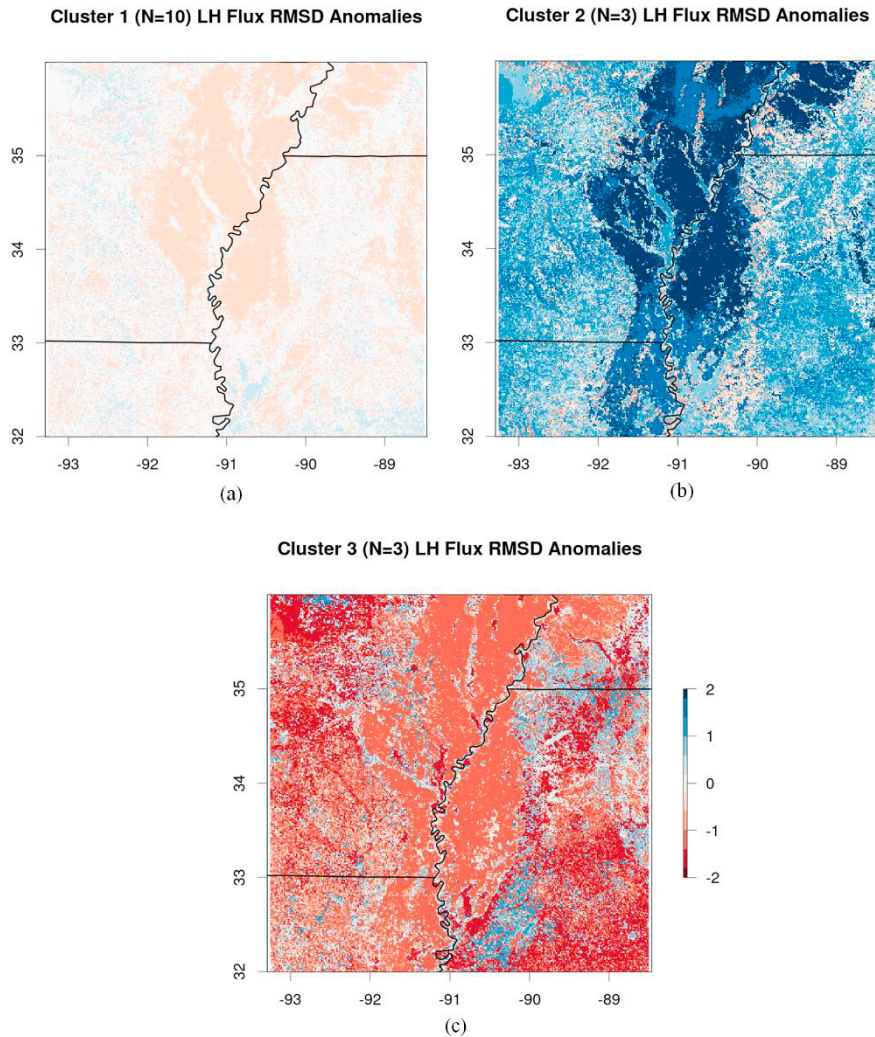 Cluster 1 (N=10) LH Flux RMSD Anomalies
35
34
33
32
-93 -92 -91 -90 -89
(a)
Cluster 2 (N=3) LH Flux RMSD Anomalies
35
34
33
32
-93 -92 -91 -90 -89
(b)
Cluster 3 (N=3) LH Flux RMSD Anomalies
35
34
33
32
-93 -92 -91 -90 -89
2
1
0
-1
-2
(c)